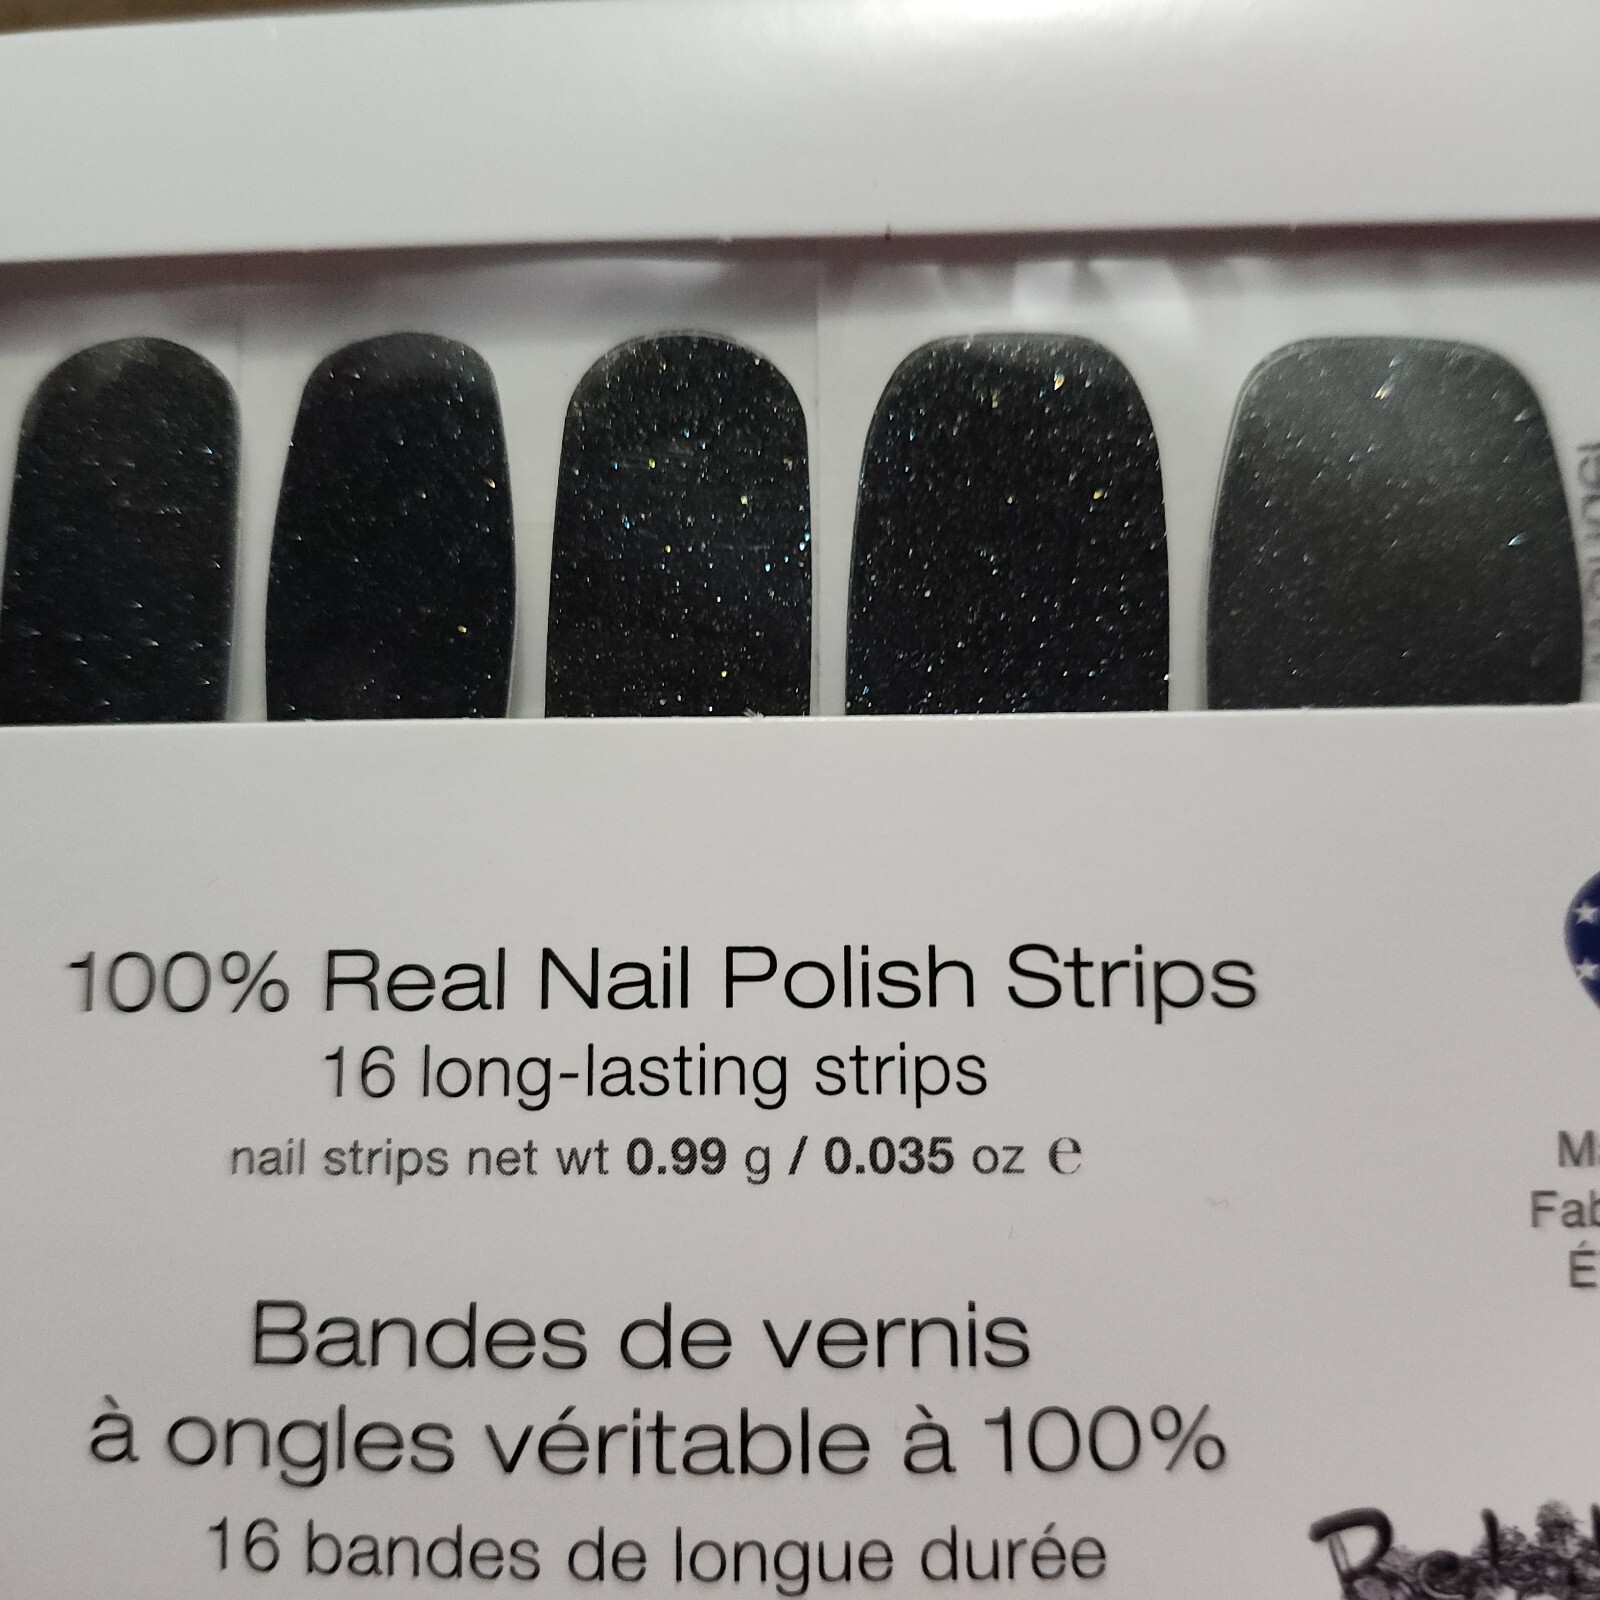 100% Real Nail Polish Strips
16 long-lasting strips
nail strips net wt 0.99 g / 0.035 oz ℮
Bandes de vernis
à ongles véritable à 100%
16 bandes de longue durée